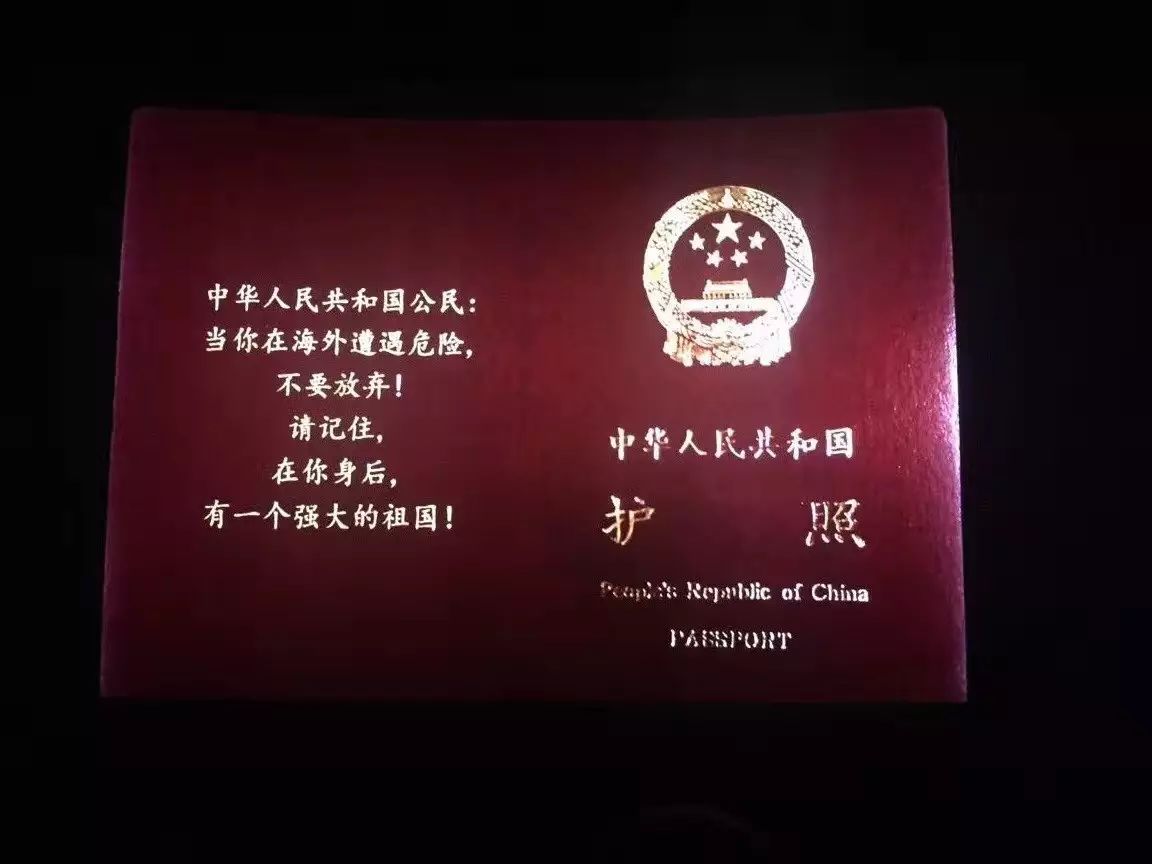 中华人民共和国公民：
当你在海外遭遇危险，
不要放弃！
请记住，
在你身后，
有一个强大的祖国！
中华人民共和国
护 照
People's Republic of China
PASSPORT